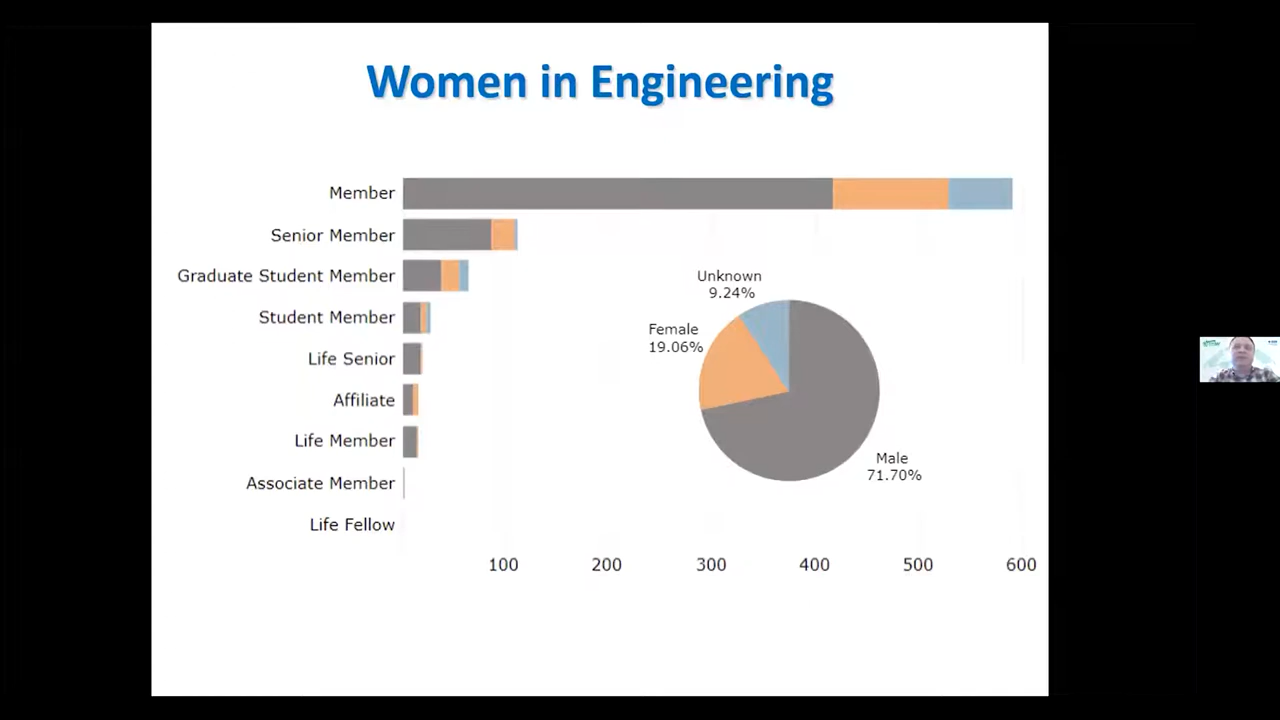 Women in Engineering
Member
Senior Member
Graduate Student Member
Student Member
Life Senior
Affiliate
Life Member
Associate Member
Life Fellow
Unknown
9.24%
Female
19.06%
Male
71.70%
100 200 300 400 500 600